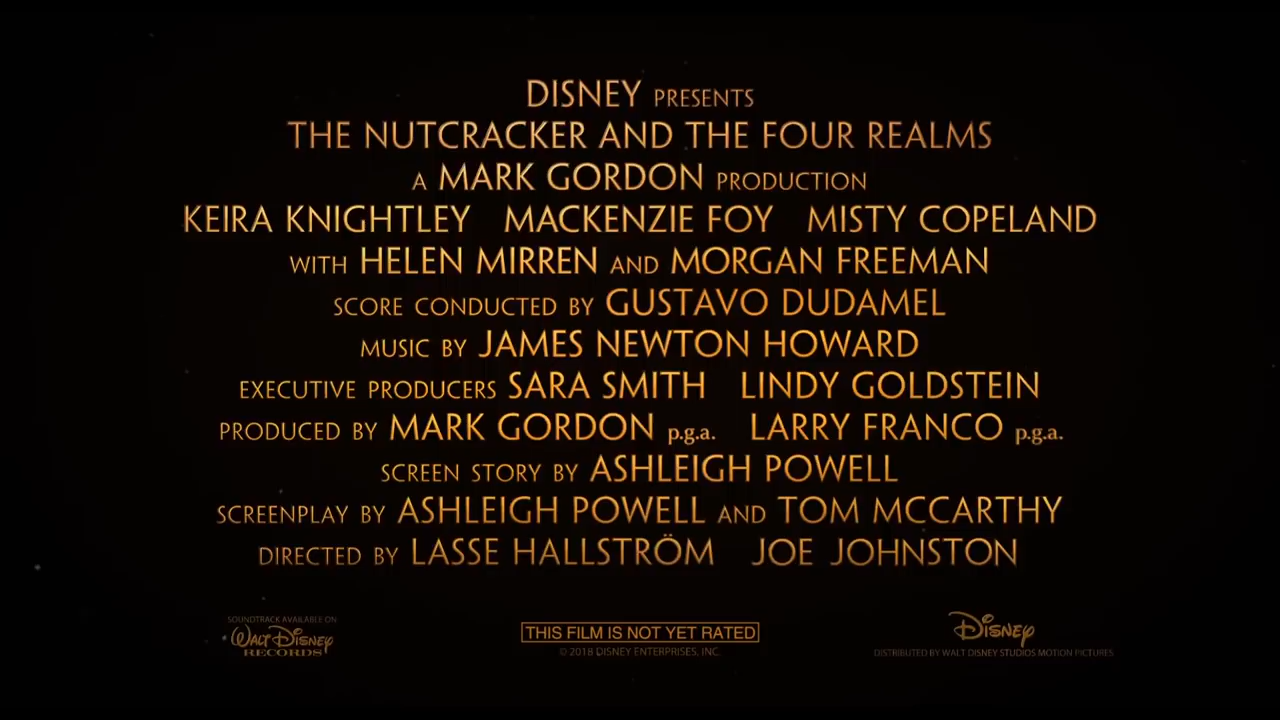 DISNEY PRESENTS
THE NUTCRACKER AND THE FOUR REALMS
A MARK GORDON PRODUCTION
KEIRA KNIGHTLEY MACKENZIE FOY MISTY COPELAND
WITH HELEN MIRREN AND MORGAN FREEMAN
SCORE CONDUCTED BY GUSTAVO DUDAMEL
MUSIC BY JAMES NEWTON HOWARD
EXECUTIVE PRODUCERS SARA SMITH LINDY GOLDSTEIN
PRODUCED BY MARK GORDON p.g.a. LARRY FRANCO p.g.a.
SCREEN STORY BY ASHLEIGH POWELL
SCREENPLAY BY ASHLEIGH POWELL AND TOM MCCARTHY
DIRECTED BY LASSE HALLSTRÖM JOE JOHNSTON
SOUNDTRACK AVAILABLE ON
WALT DISNEY
RECORDS
THIS FILM IS NOT YET RATED
© 2018 DISNEY ENTERPRISES, INC.
DISNEY
DISTRIBUTED BY WALT DISNEY STUDIOS MOTION PICTURES